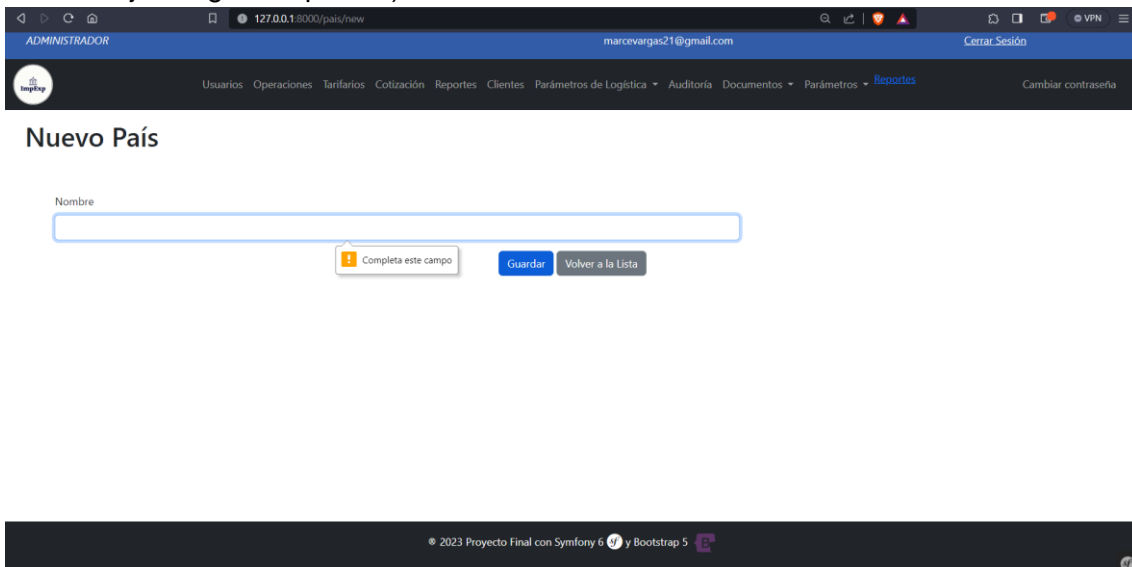 127.0.0.1:8000/pais/new
VPN
ADMINISTRADOR marcevargas21@gmail.com Cerrar Sesión
ImpExp Usuarios Operaciones Tarifarios Cotización Reportes Clientes Parámetros de Logística Auditoría Documentos Parámetros Reportes Cambiar contraseña
Nuevo País
Nombre
Completa este campo
Guardar Volver a la Lista
® 2023 Proyecto Final con Symfony 6 sf y Bootstrap 5 B